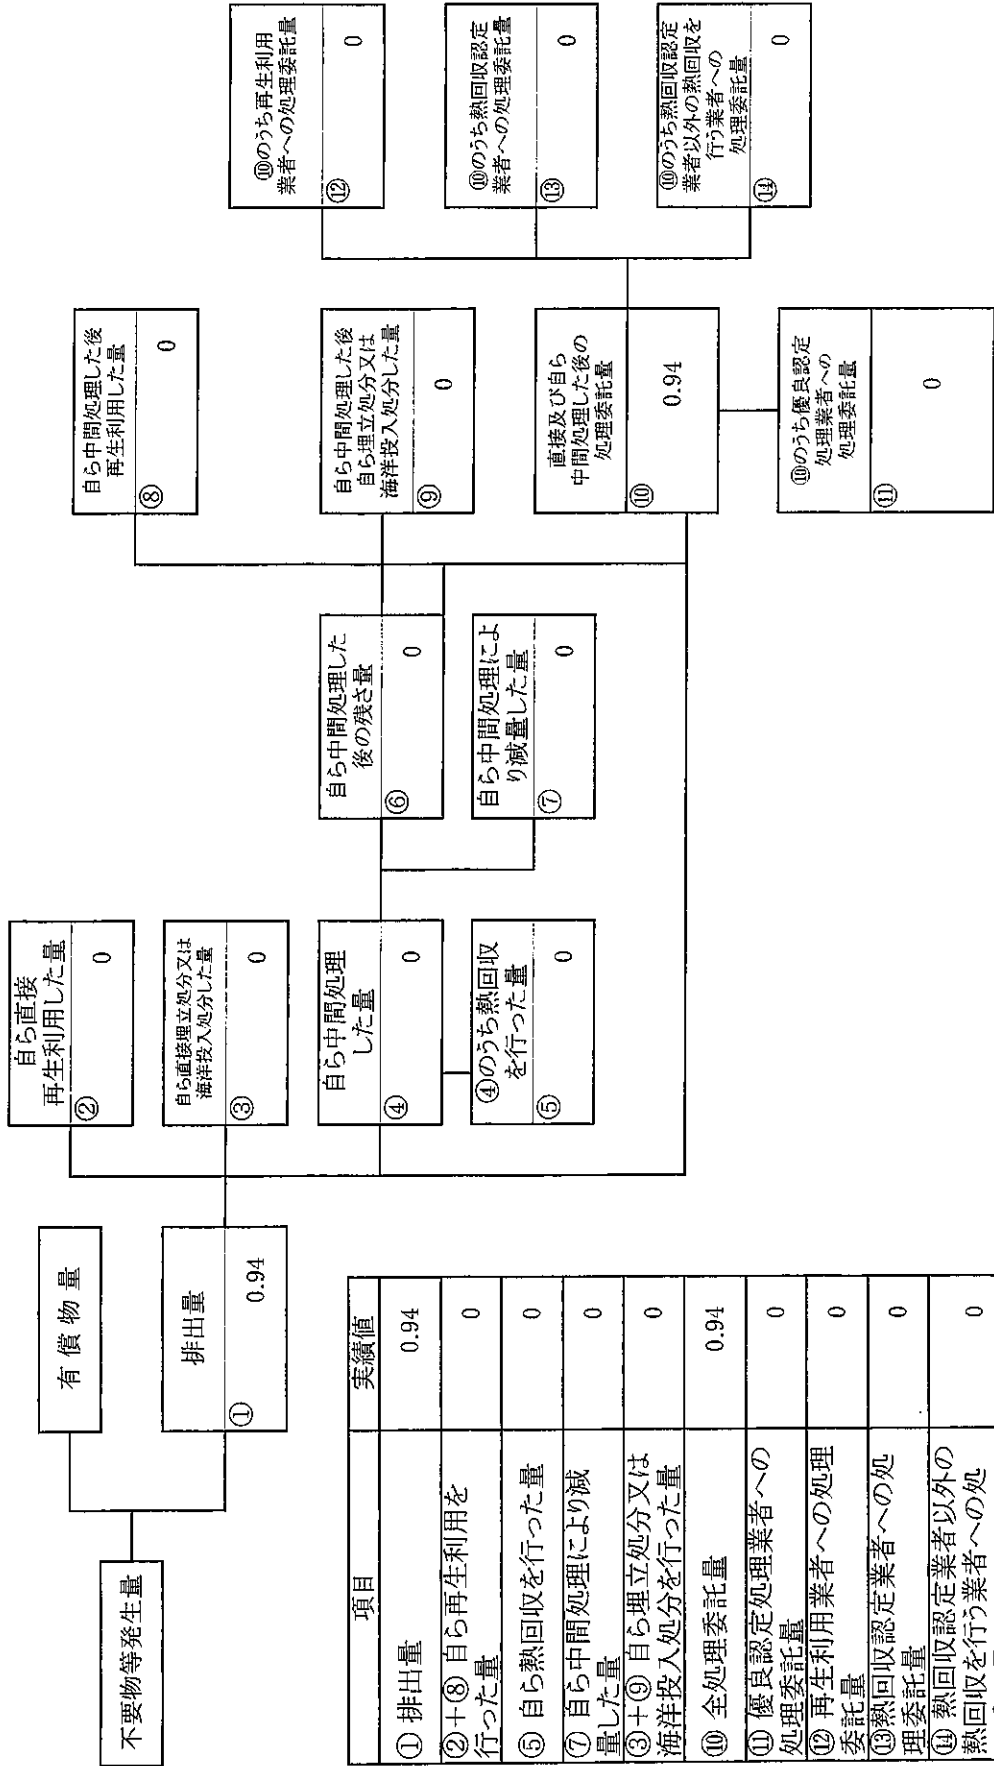 不要物等発生量
有償物量
排出量
①
0.94
自ら直接
再生利用した量
②
0
自ら直接埋立処分又は
海洋投入処分した量
③
0
自ら中間処理
した量
④
0
④のうち熱回収
を行った量
⑤
0
自ら中間処理した
後の残さ量
⑥
0
自ら中間処理によ
り減量した量
⑦
0
自ら中間処理した後
再生利用した量
⑧
0
自ら中間処理した後
自ら埋立処分又は
海洋投入処分した量
⑨
0
直接及び自ら
中間処理した後の
処理委託量
⑩
0.94
⑩のうち優良認定
処理業者への
処理委託量
⑪
0
⑩のうち再生利用
業者への処理委託量
⑫
0
⑩のうち熱回収認定
業者への処理委託量
⑬
0
⑩のうち熱回収認定
業者以外の熱回収を
行う業者への
処理委託量
⑭
0
項目 実績値
① 排出量 0.94
②+⑧ 自ら再生利用を
行った量 0
⑤ 自ら熱回収を行った量 0
⑦ 自ら中間処理により減
量した量 0
③+⑨ 自ら埋立処分又は
海洋投入処分を行った量 0
⑩ 全処理委託量 0.94
⑪ 優良認定処理業者への
処理委託量 0
⑫ 再生利用業者への処理
委託量 0
⑬熱回収認定業者への処
理委託量 0
⑭ 熱回収認定業者以外の
熱回収を行う業者への処 0